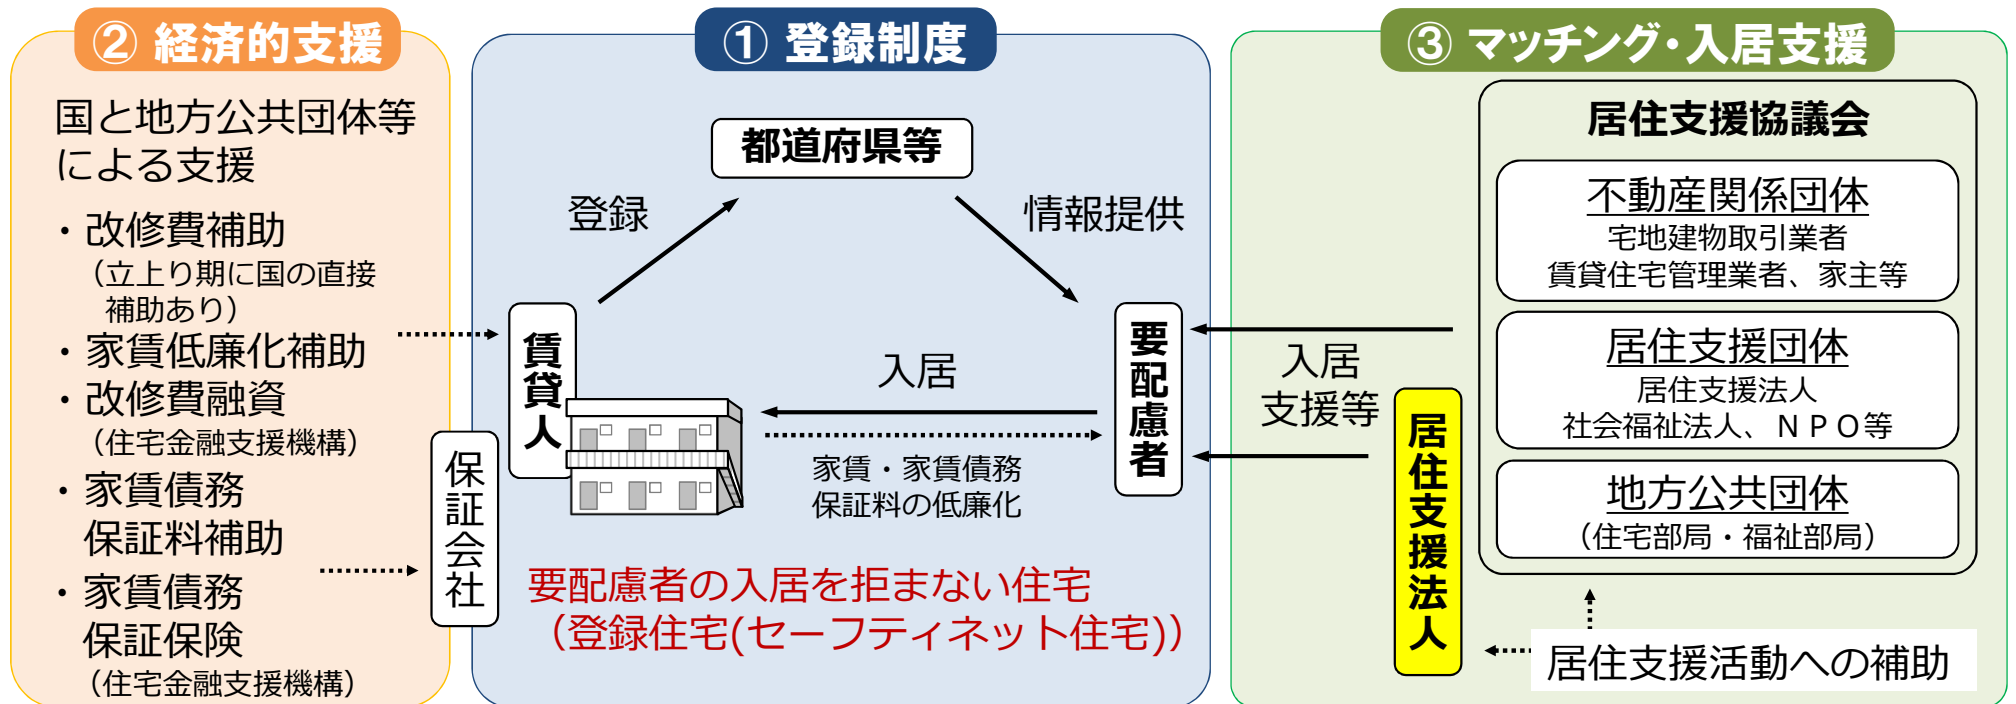 ② 経済的支援
国と地方公共団体等
による支援
・改修費補助
（立上り期に国の直接
補助あり）
・家賃低廉化補助
・改修費融資
（住宅金融支援機構）
・家賃債務
保証料補助
・家賃債務
保証保険
（住宅金融支援機構）
保証会社
① 登録制度
都道府県等
登録
情報提供
賃貸人
入居
家賃・家賃債務
保証料の低廉化
要配慮者
要配慮者の入居を拒まない住宅
（登録住宅(セーフティネット住宅)）
③ マッチング・入居支援
入居
支援等
居住支援法人
居住支援協議会
不動産関係団体
宅地建物取引業者
賃貸住宅管理業者、家主等
居住支援団体
居住支援法人
社会福祉法人、ＮＰＯ等
地方公共団体
（住宅部局・福祉部局）
居住支援活動への補助